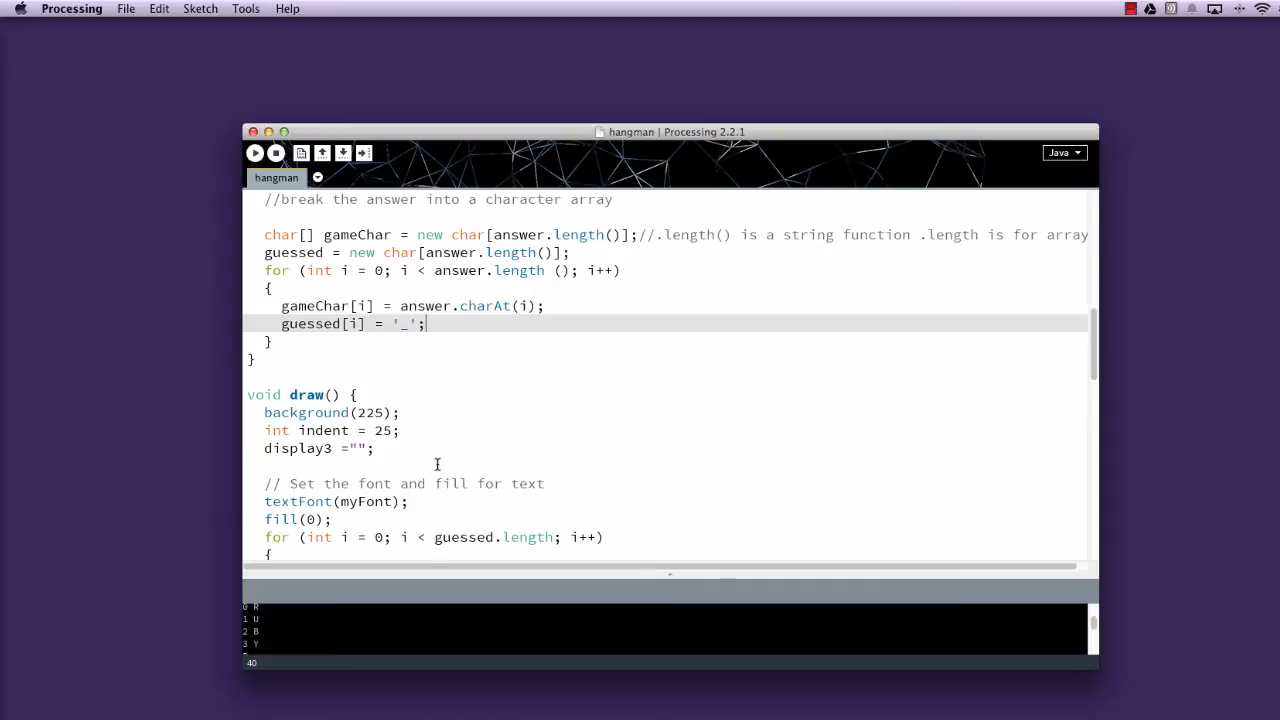 Processing File Edit Sketch Tools Help
hangman | Processing 2.2.1
Java
hangman
//break the answer into a character array
char[] gameChar = new char[answer.length()];//.length() is a string function .length is for array
guessed = new char[answer.length()];
for (int i = 0; i < answer.length (); i++)
{
gameChar[i] = answer.charAt(i);
guessed[i] = '_';
}
}
void draw() {
background(225);
int indent = 25;
display3 ="";
// Set the font and fill for text
textFont(myFont);
fill(0);
for (int i = 0; i < guessed.length; i++)
{
0 R
1 U
2 B
3 Y
40